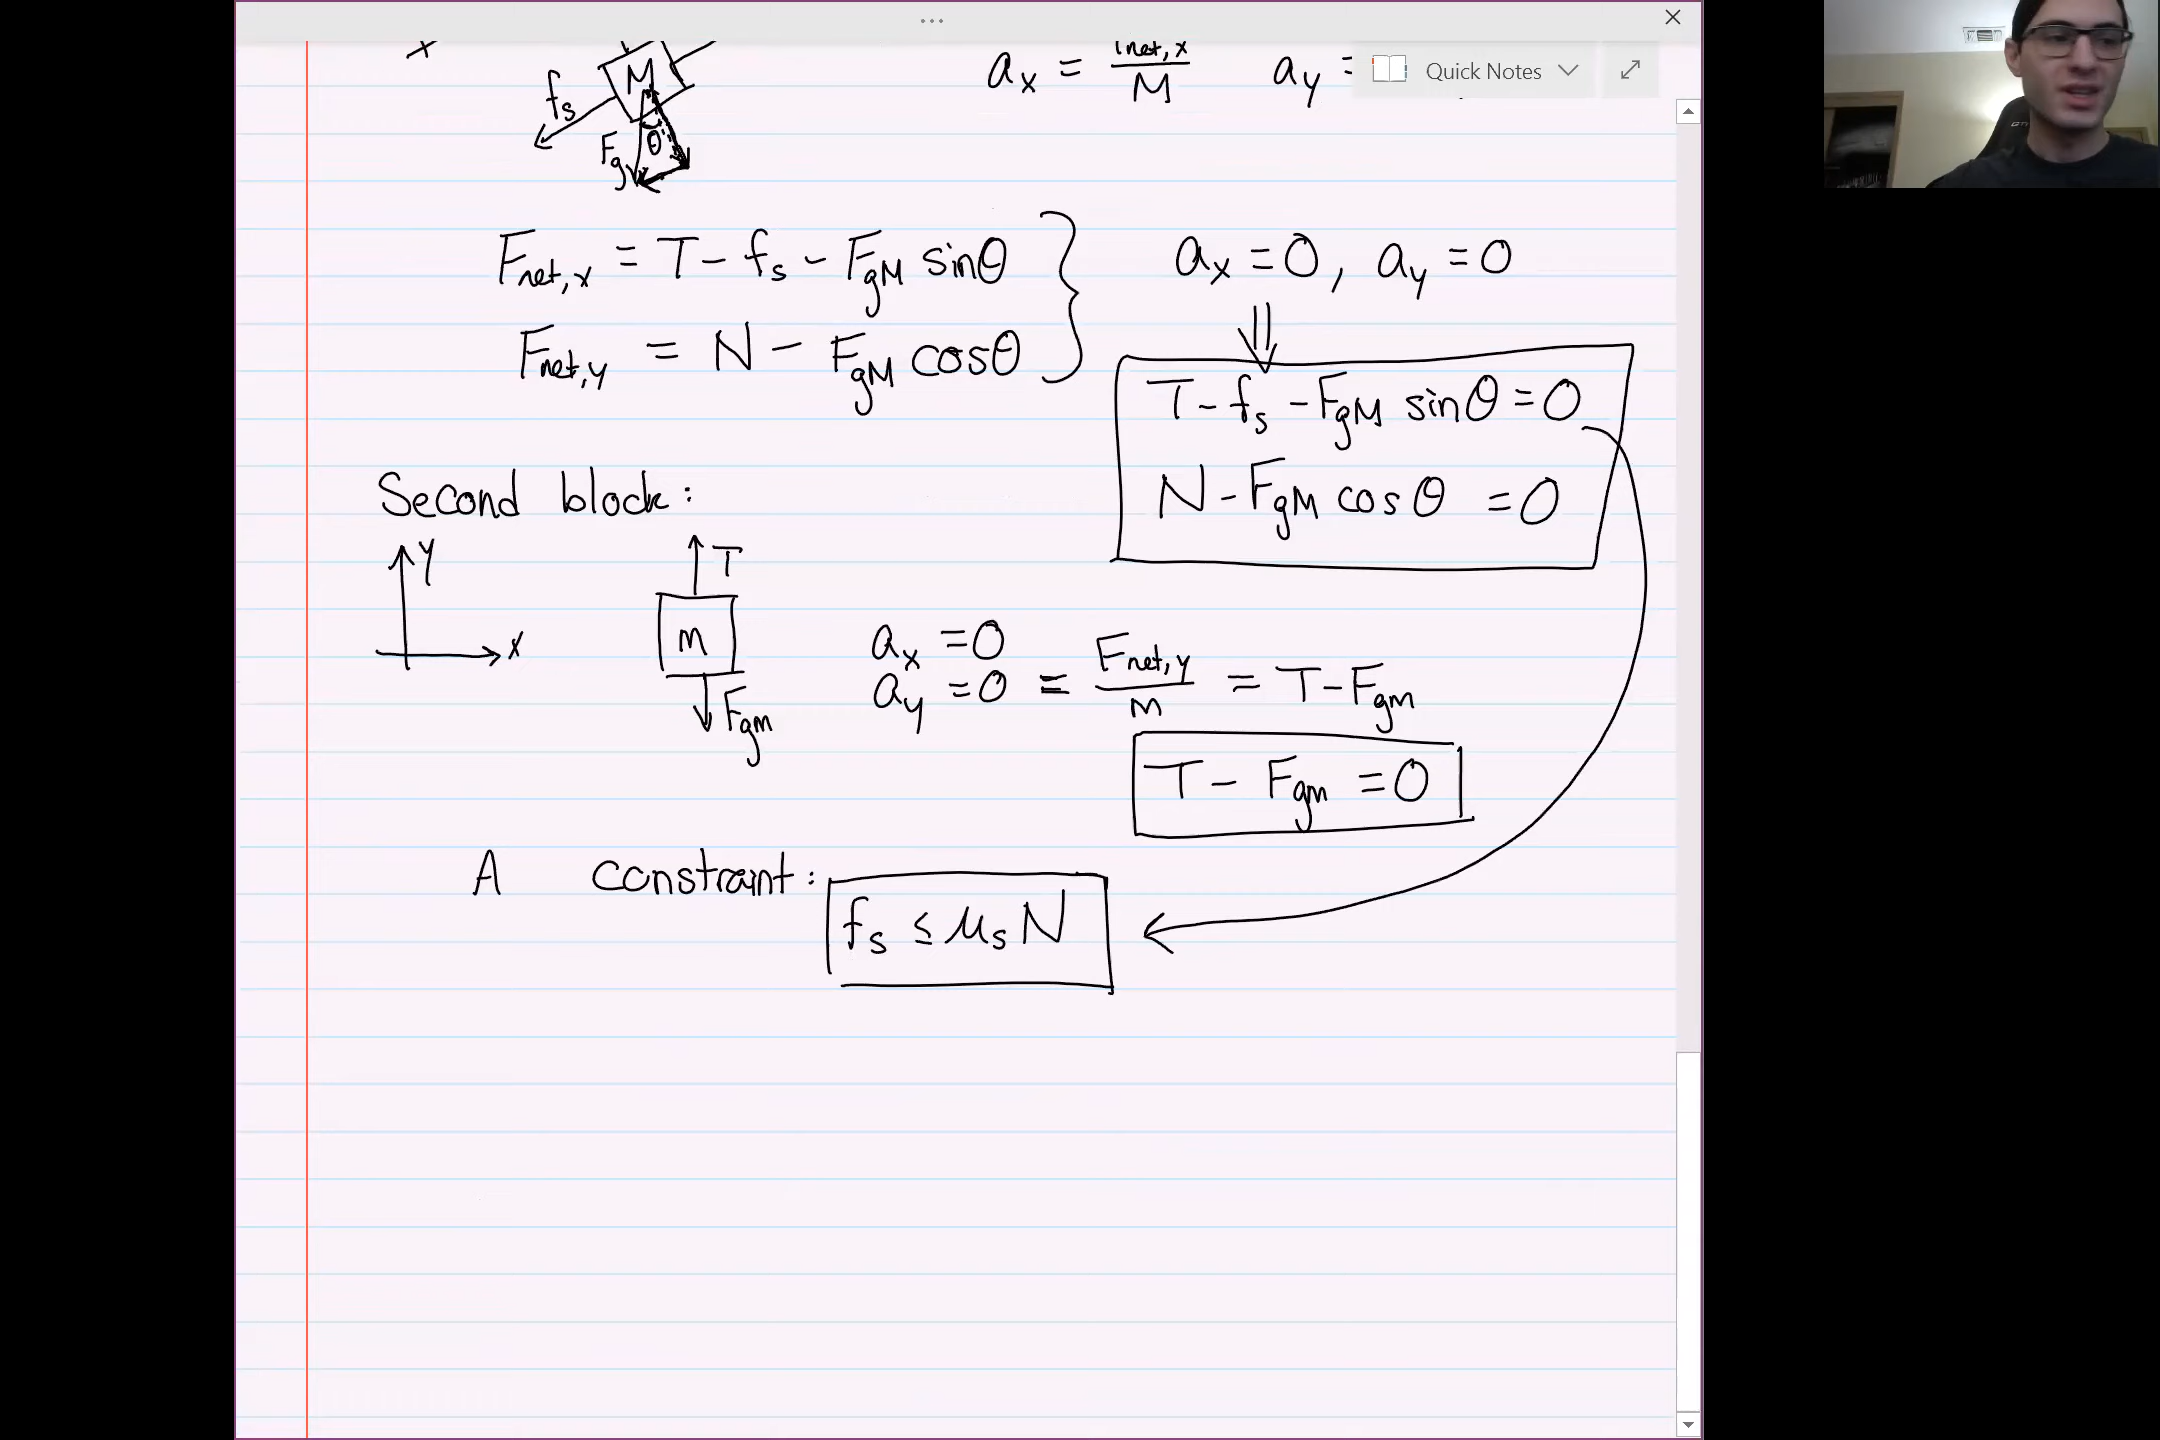 ...
Quick Notes
x
M
f_s
F_g
θ
a_x = F_net,x / M a_y =
F_net,x = T - f_s - F_gM sinθ
F_net,y = N - F_gM cosθ
a_x = 0, a_y = 0
⇓
T - f_s - F_gM sinθ = 0
N - F_gM cosθ = 0
Second block:
y
x
T
m
F_gm
a_x = 0
a_y = 0 = F_net,y / m = T - F_gm
T - F_gm = 0
A constraint:
f_s ≤ μ_s N